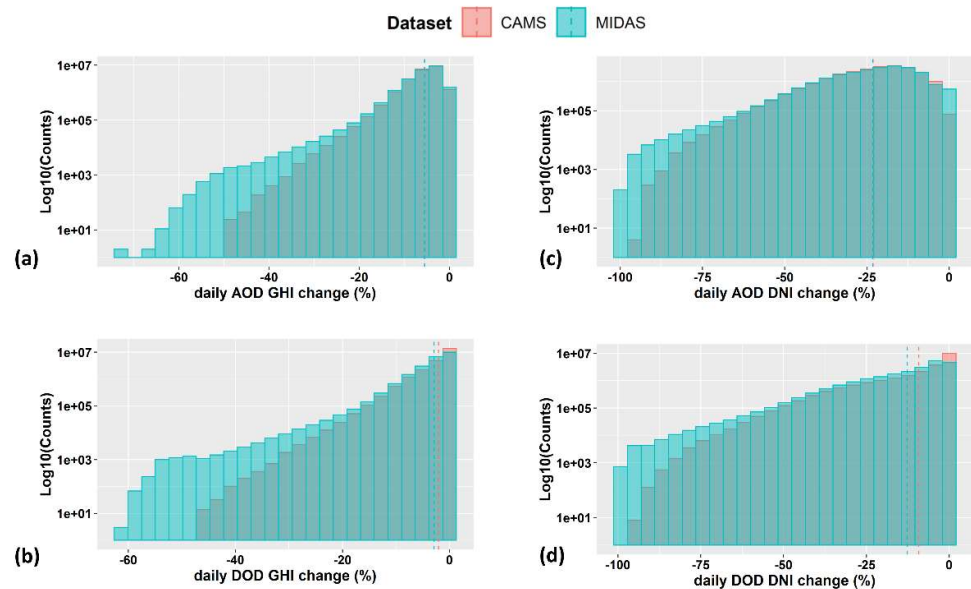 Dataset CAMS MIDAS
1e+07
1e+05
1e+03
1e+01
Log10(Counts)
-60 -40 -20 0
daily AOD GHI change (%)
(a)
1e+05
1e+03
1e+01
Log10(Counts)
-100 -75 -50 -25 0
daily AOD DNI change (%)
(c)
1e+07
1e+05
1e+03
1e+01
Log10(Counts)
-60 -40 -20 0
daily DOD GHI change (%)
(b)
1e+07
1e+05
1e+03
1e+01
Log10(Counts)
-100 -75 -50 -25 0
daily DOD DNI change (%)
(d)